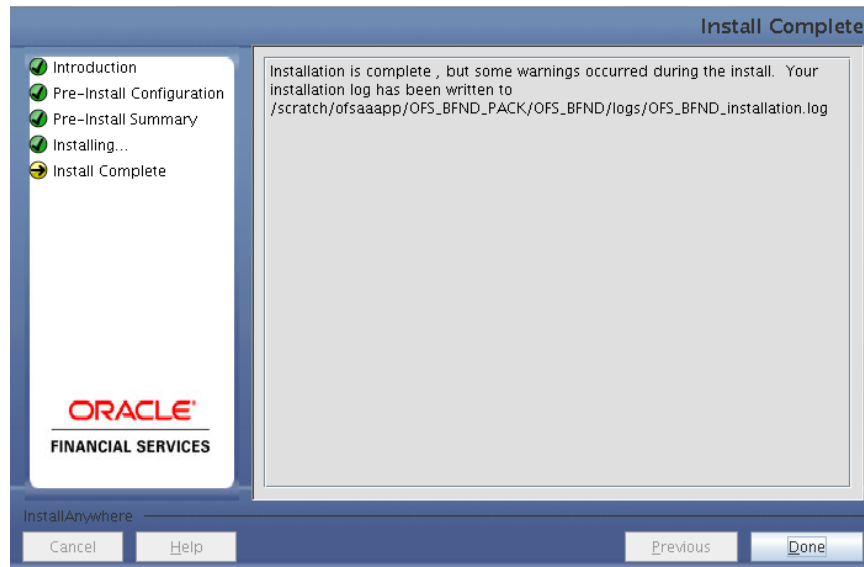 Install Complete
Introduction
Pre-Install Configuration
Pre-Install Summary
Installing...
Install Complete
Installation is complete , but some warnings occurred during the install. Your
installation log has been written to
/scratch/ofsaaapp/OFS_BFND_PACK/OFS_BFND/logs/OFS_BFND_installation.log
ORACLE'
FINANCIAL SERVICES
InstallAnywhere
Cancel
Help
Previous
Done